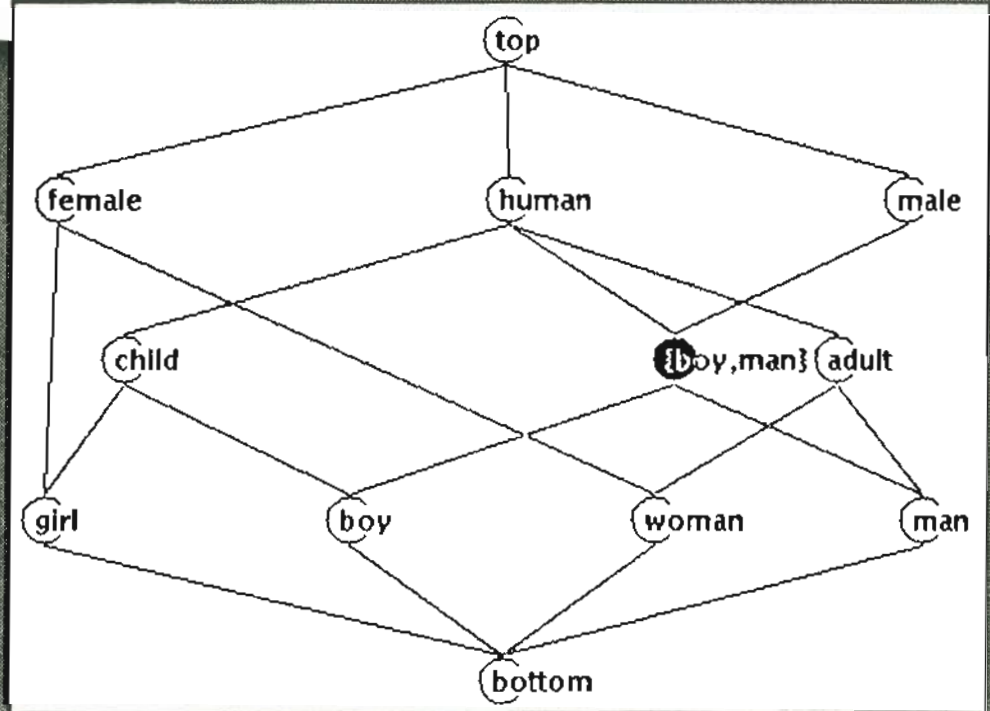 top
female human male
child {boy,man} adult
girl boy woman man
bottom